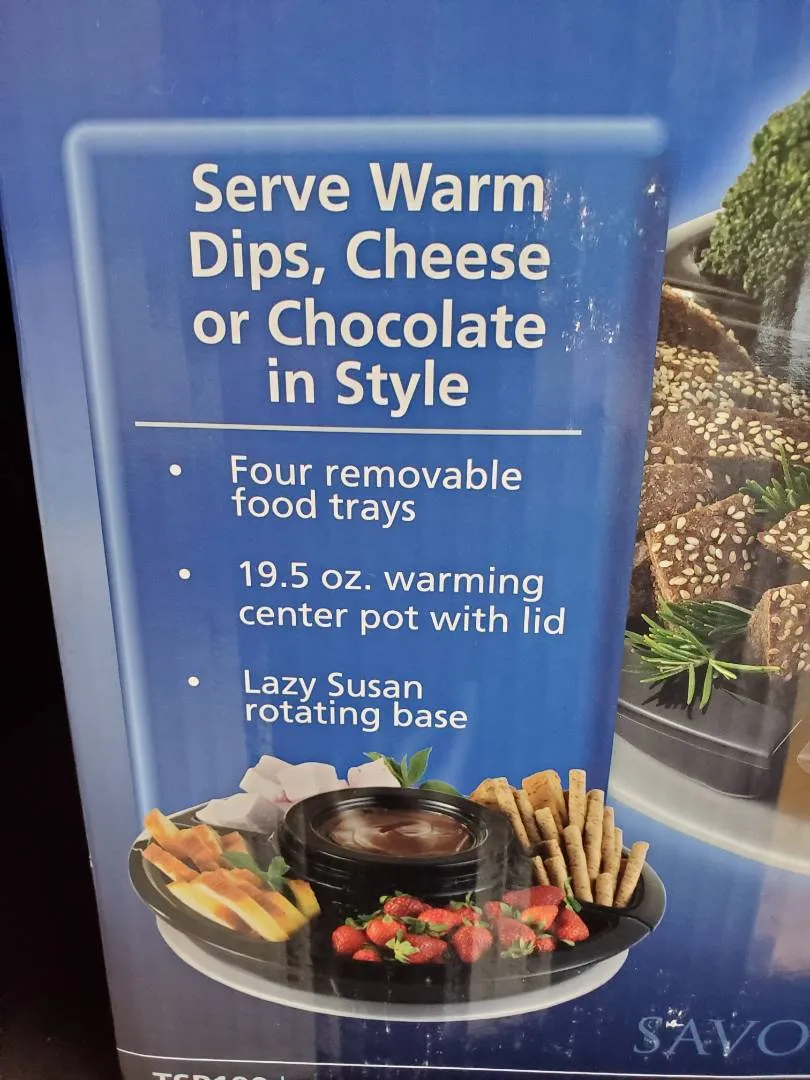 Serve Warm
Dips, Cheese
or Chocolate
in Style
• Four removable
food trays
• 19.5 oz. warming
center pot with lid
• Lazy Susan
rotating base
SAVO